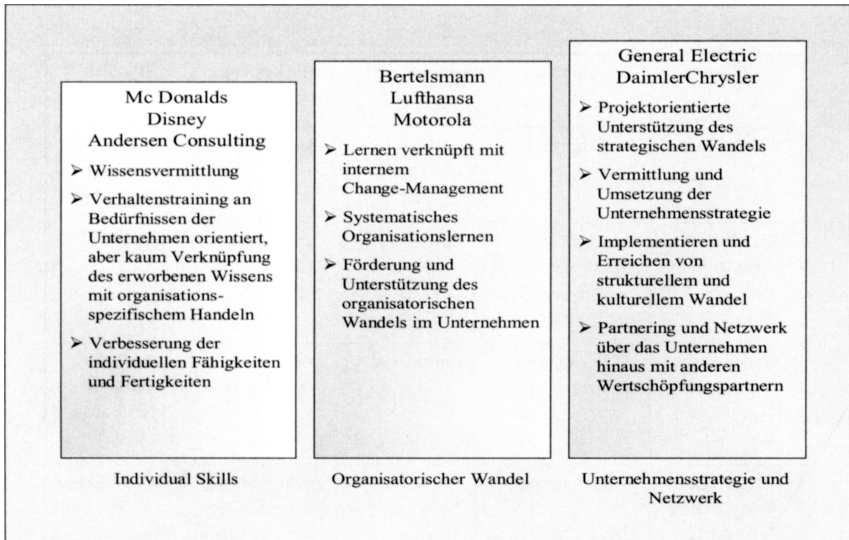 Mc Donalds
Disney
Andersen Consulting
➢ Wissensvermittlung
➢ Verhaltenstraining an
Bedürfnissen der
Unternehmen orientiert,
aber kaum Verknüpfung
des erworbenen Wissens
mit organisations-
spezifischem Handeln
➢ Verbesserung der
individuellen Fähigkeiten
und Fertigkeiten
Individual Skills
Bertelsmann
Lufthansa
Motorola
➢ Lernen verknüpft mit
internem
Change-Management
➢ Systematisches
Organisationslernen
➢ Förderung und
Unterstützung des
organisatorischen
Wandels im Unternehmen
Organisatorischer Wandel
General Electric
DaimlerChrysler
➢ Projektorientierte
Unterstützung des
strategischen Wandels
➢ Vermittlung und
Umsetzung der
Unternehmensstrategie
➢ Implementieren und
Erreichen von
strukturellem und
kulturellem Wandel
➢ Partnering und Netzwerk
über das Unternehmen
hinaus mit anderen
Wertschöpfungspartnern
Unternehmensstrategie und
Netzwerk